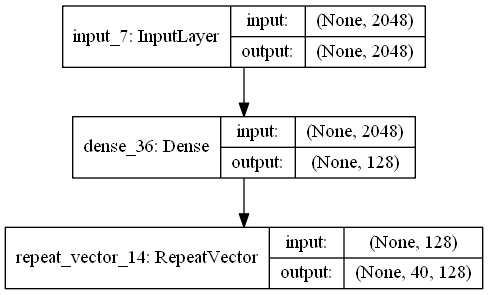 input_7: InputLayer
input: (None, 2048)
output: (None, 2048)
dense_36: Dense
input: (None, 2048)
output: (None, 128)
repeat_vector_14: RepeatVector
input: (None, 128)
output: (None, 40, 128)